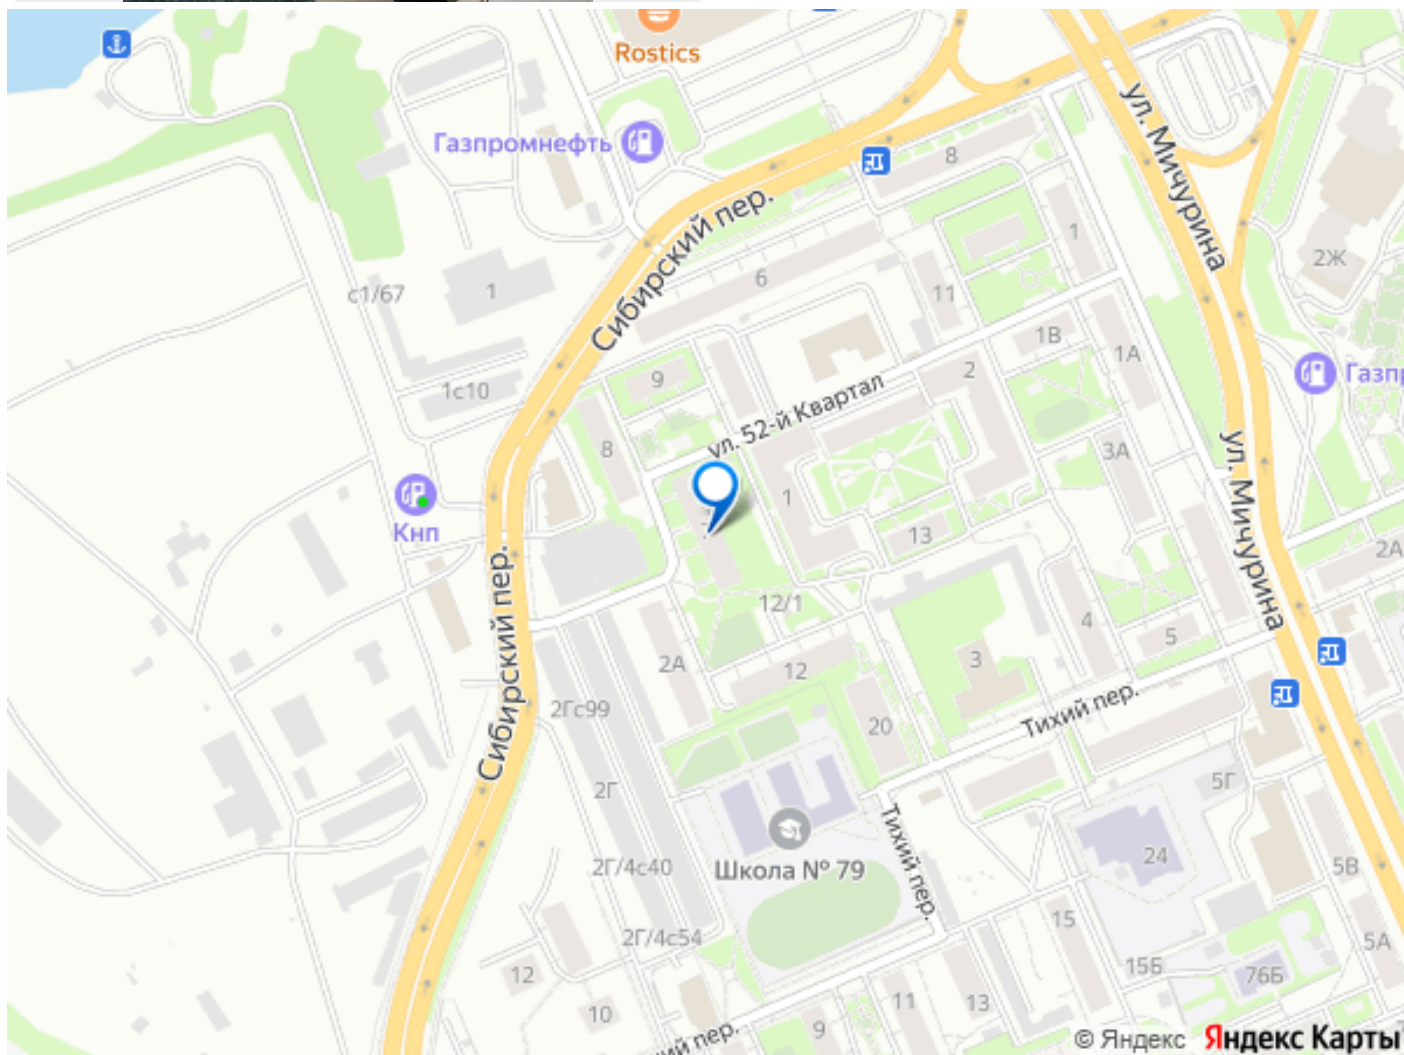 Rostics
Газпромнефть
ул. Мичурина
8
Сибирский пер.
1
2Ж
с1/67
1
6
11
1В
1А
1с10
9
2
Газп
ул. 52-й Квартал
8
3А
ул. Мичурина
1
Кнп
13
2А
Сибирский пер.
12/1
4
5
2А
12
3
Тихий пер.
2Гс99
20
2Г
5Г
Тихий пер.
24
2Г/4с40
Школа № 79
5В
15
2Г/4с54
5А
12
15Б
76Б
11
13
10
9
ий пер.
© Яндекс Яндекс Карты